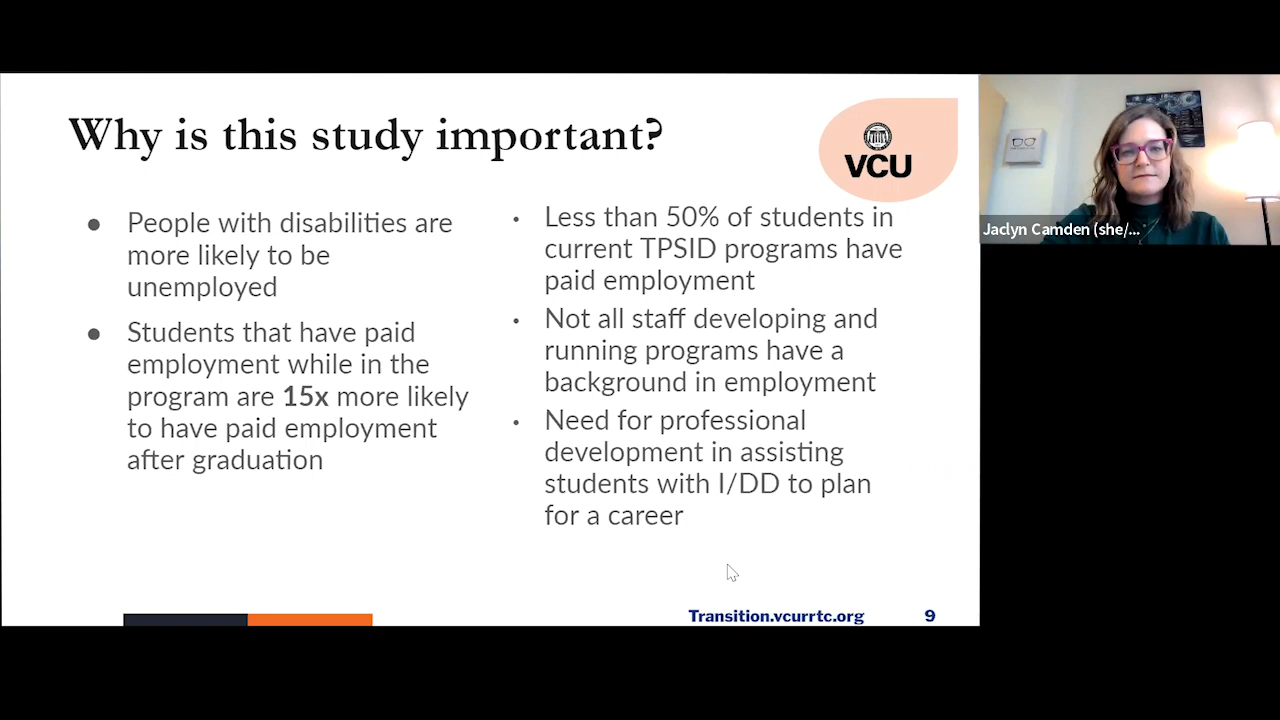 Why is this study important?
VCU
● People with disabilities are
more likely to be
unemployed
● Students that have paid
employment while in the
program are 15x more likely
to have paid employment
after graduation
• Less than 50% of students in
current TPSID programs have
paid employment
• Not all staff developing and
running programs have a
background in employment
• Need for professional
development in assisting
students with I/DD to plan
for a career
Transition.vcurrtc.org
9
Jaclyn Camden (she/...